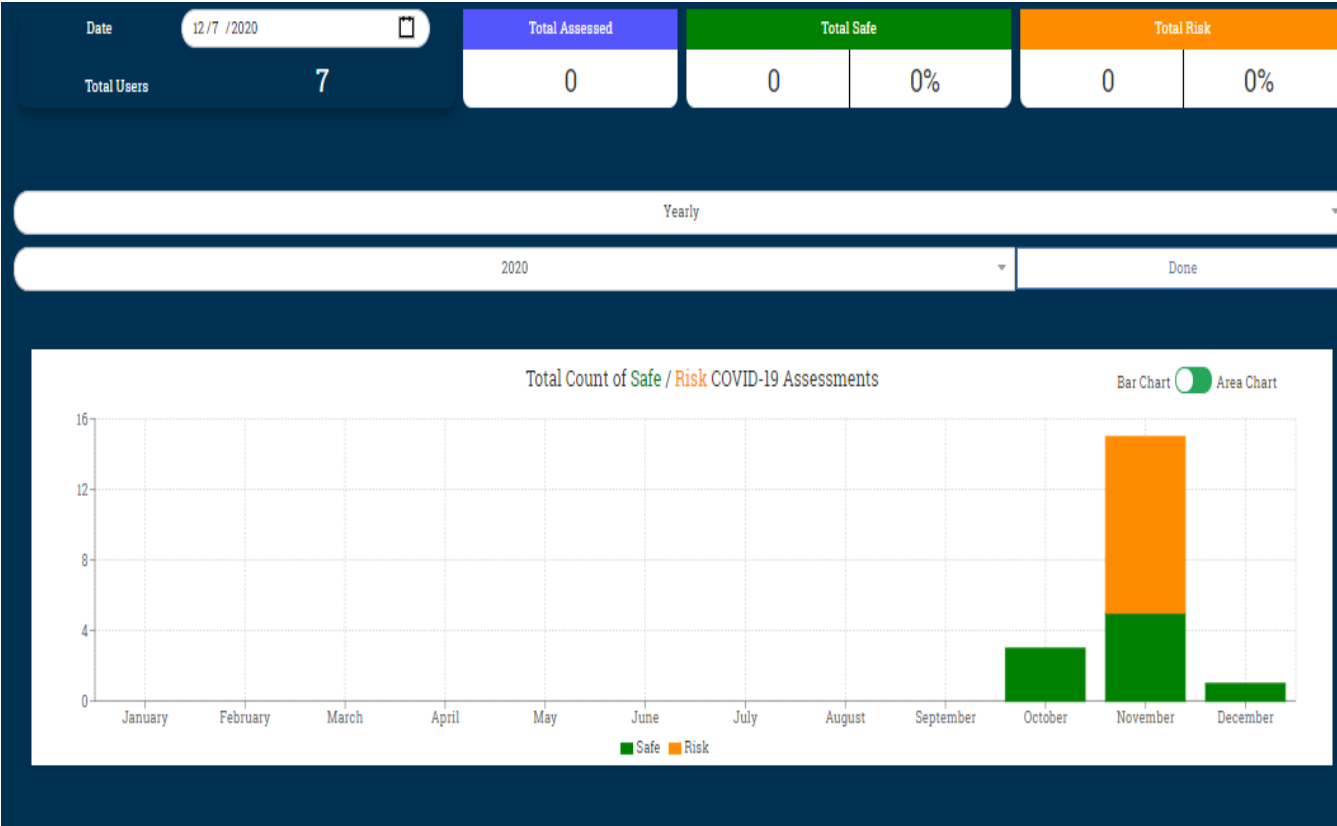 Date 12/7 /2020 Total Assessed Total Safe Total Risk
Total Users 7 0 0 0% 0 0%
Yearly
2020 Done
Total Count of Safe / Risk COVID-19 Assessments Bar Chart Area Chart
16
12
8
4
0
January February March April May June July August September October November December
Safe Risk